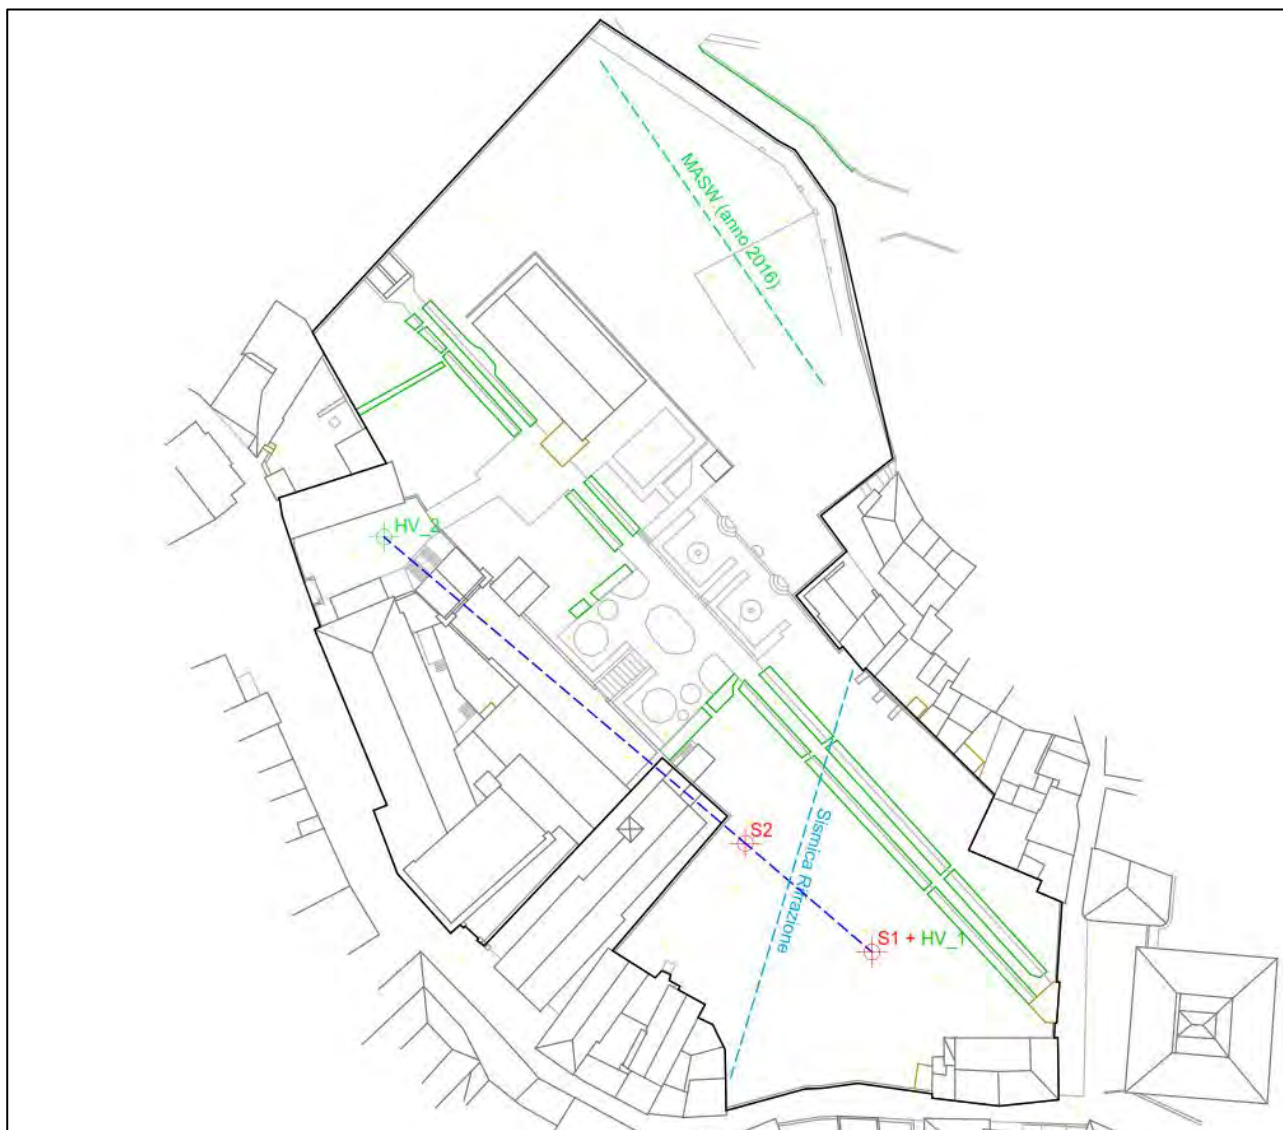 MASW (anno 2016)
HV_2
S2
Sismica Rifrazione
S1 + HV_1